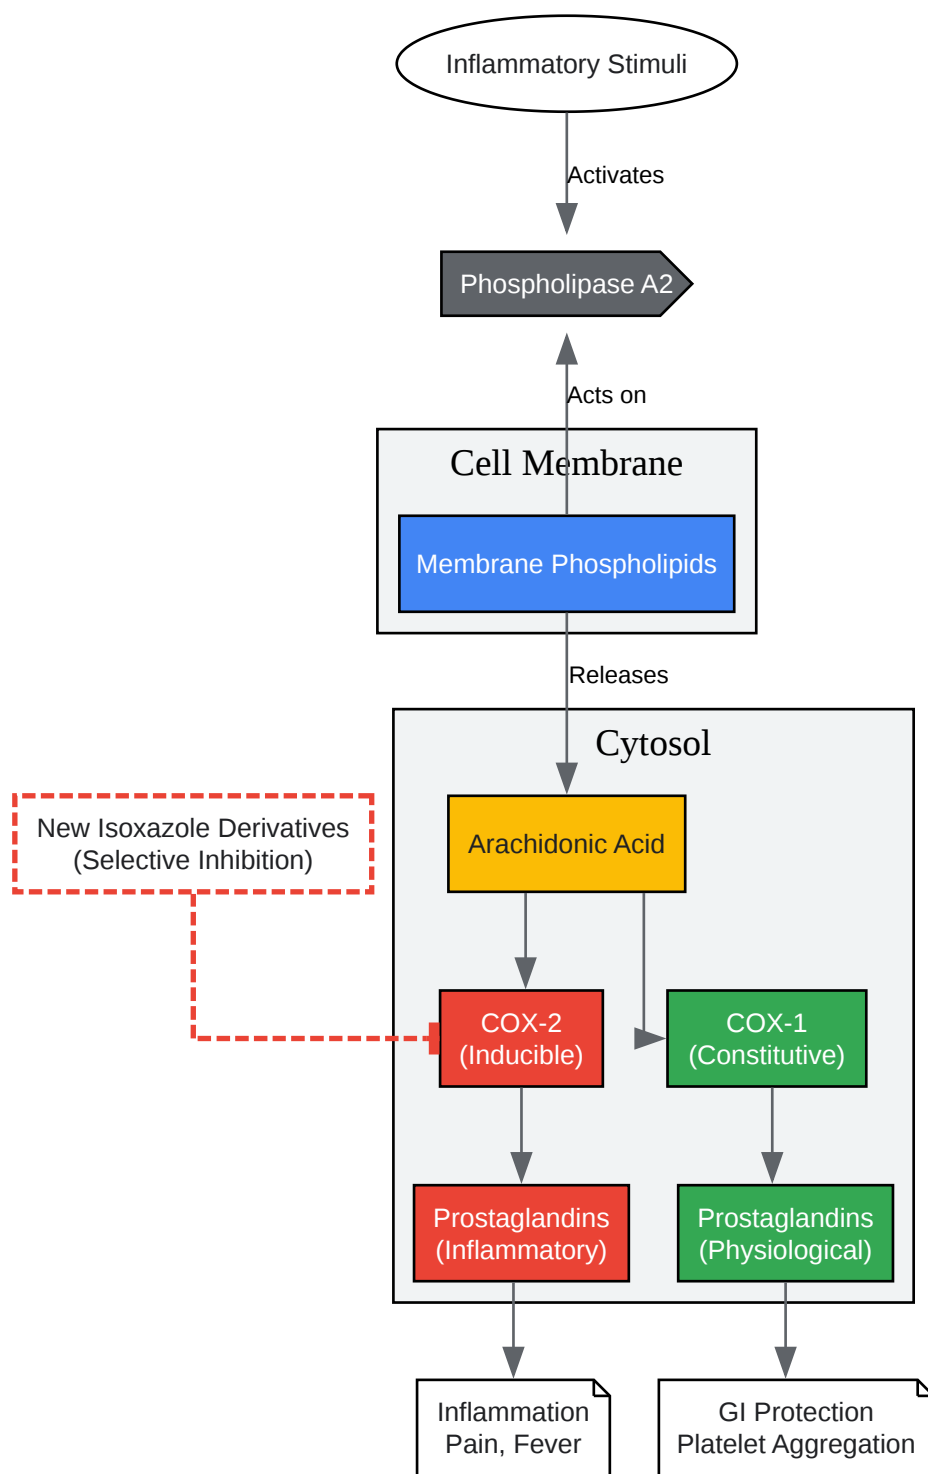 Inflammatory Stimuli
Activates
Phospholipase A2
Acts on
Cell Membrane
Membrane Phospholipids
Releases
Cytosol
New Isoxazole Derivatives
(Selective Inhibition)
Arachidonic Acid
COX-2
(Inducible)
COX-1
(Constitutive)
Prostaglandins
(Inflammatory)
Prostaglandins
(Physiological)
Inflammation
Pain, Fever
GI Protection
Platelet Aggregation